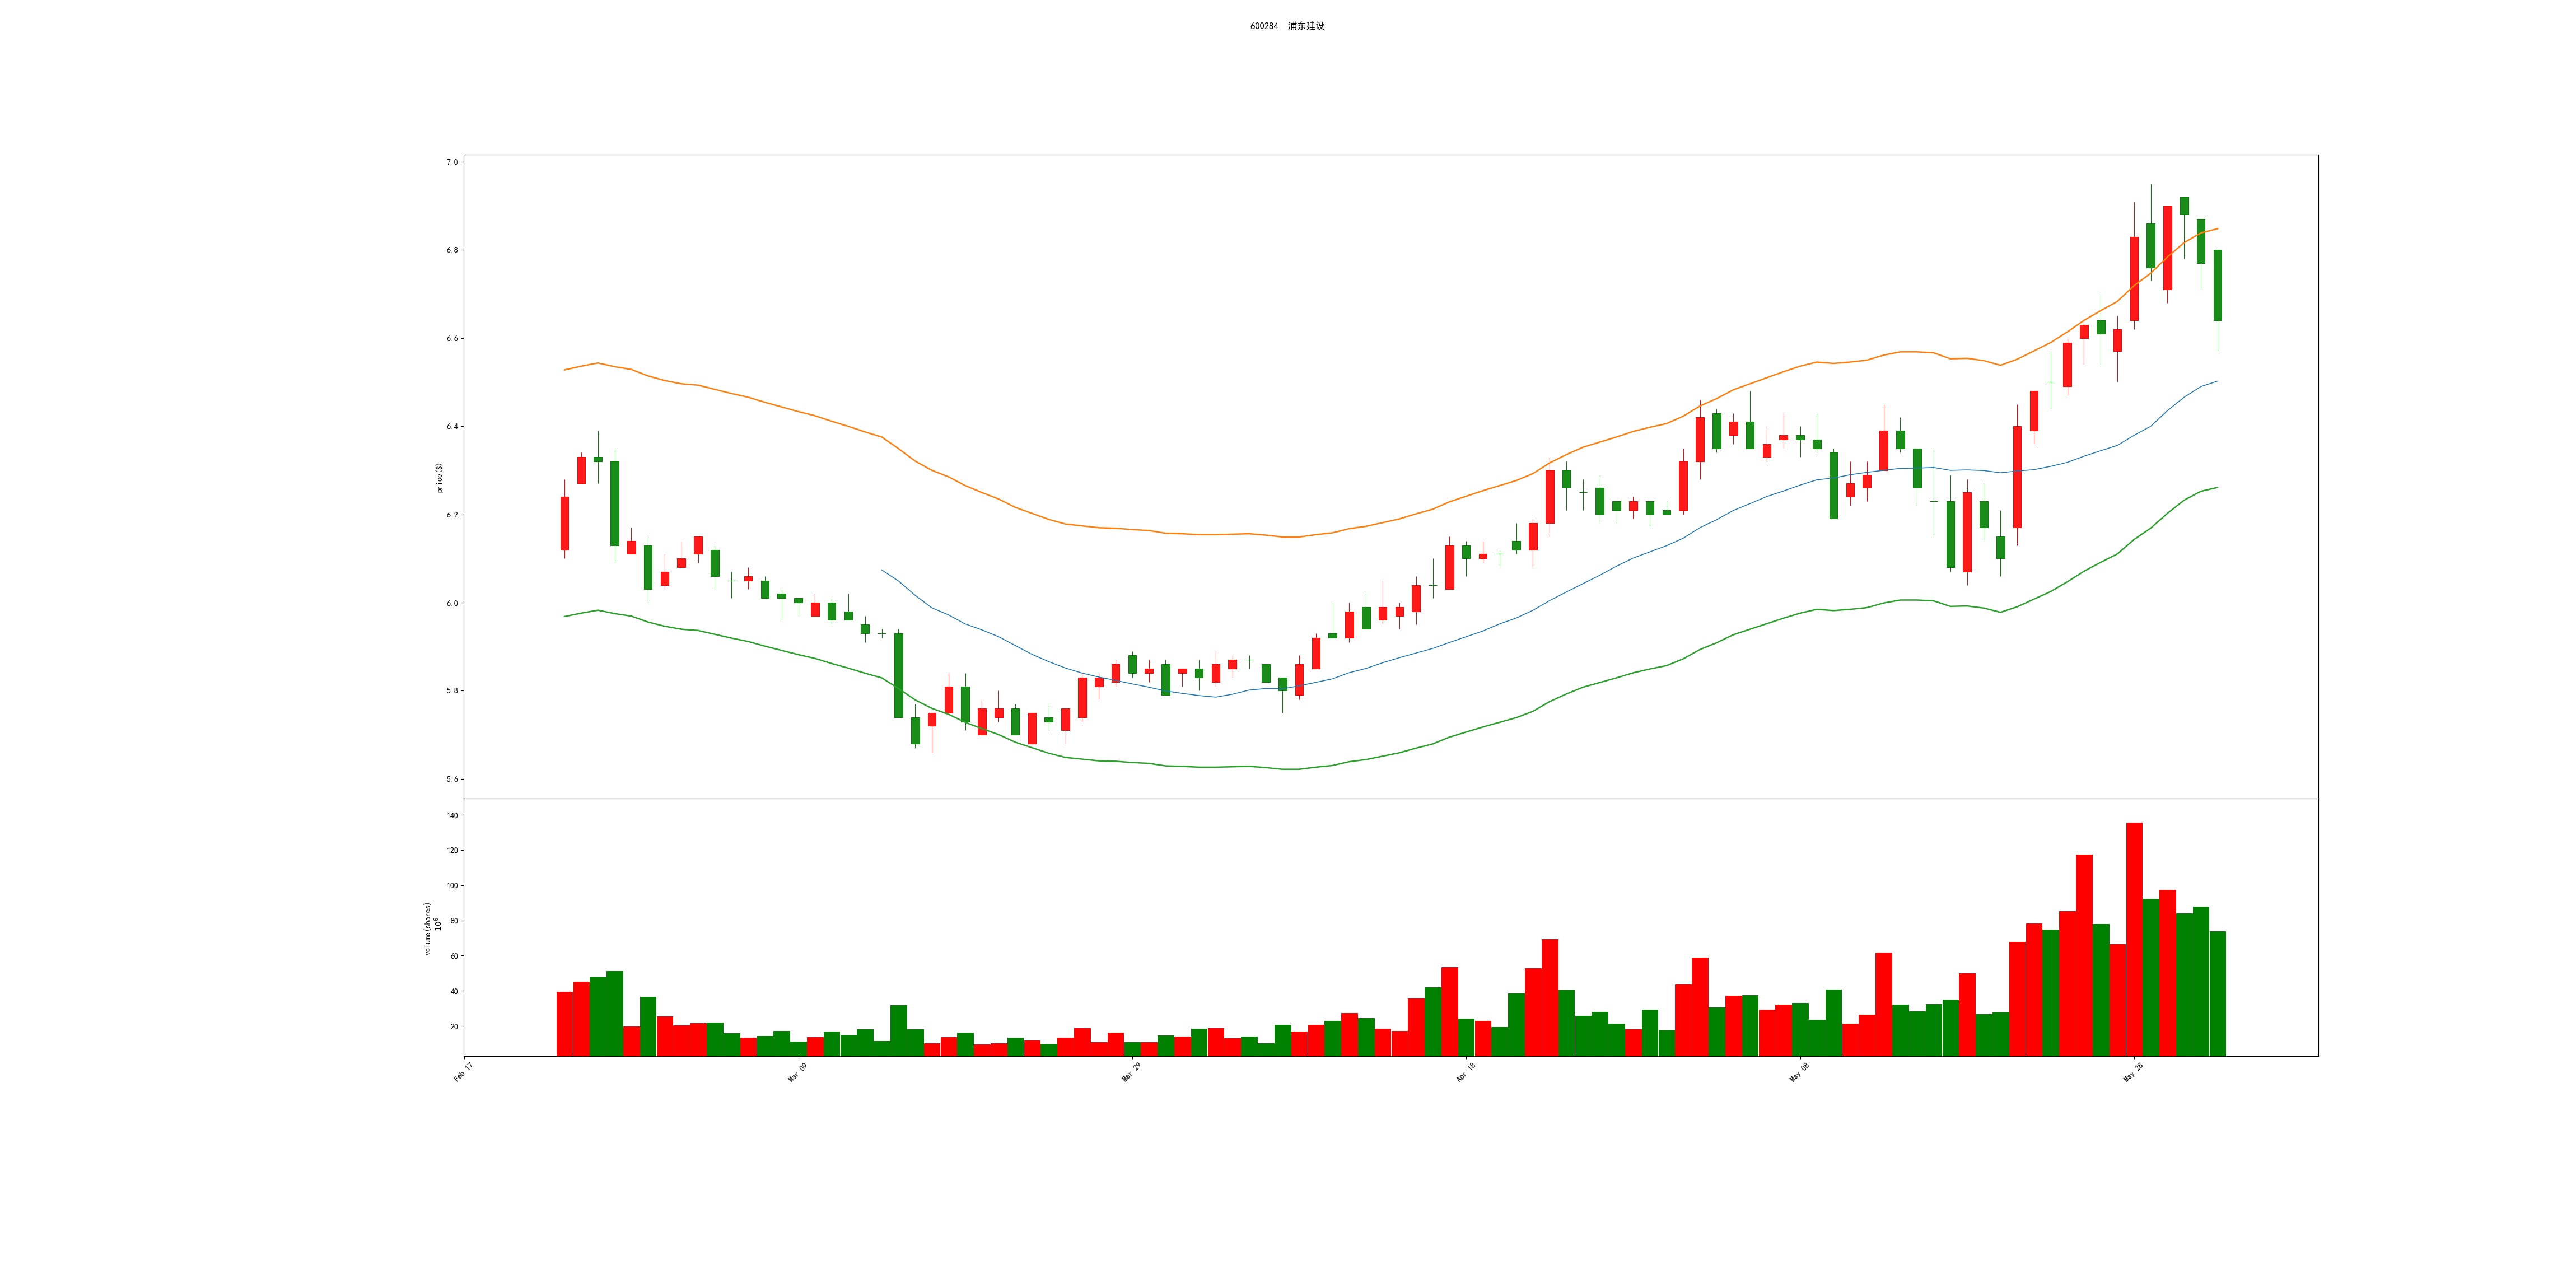 600284 浦东建设
7.0
6.8
6.6
6.4
6.2
6.0
5.8
5.6
price($)
140
120
100
80
60
40
20
volume(shares)
10⁶
Feb 17
Mar 09
Mar 29
Apr 18
May 08
May 28